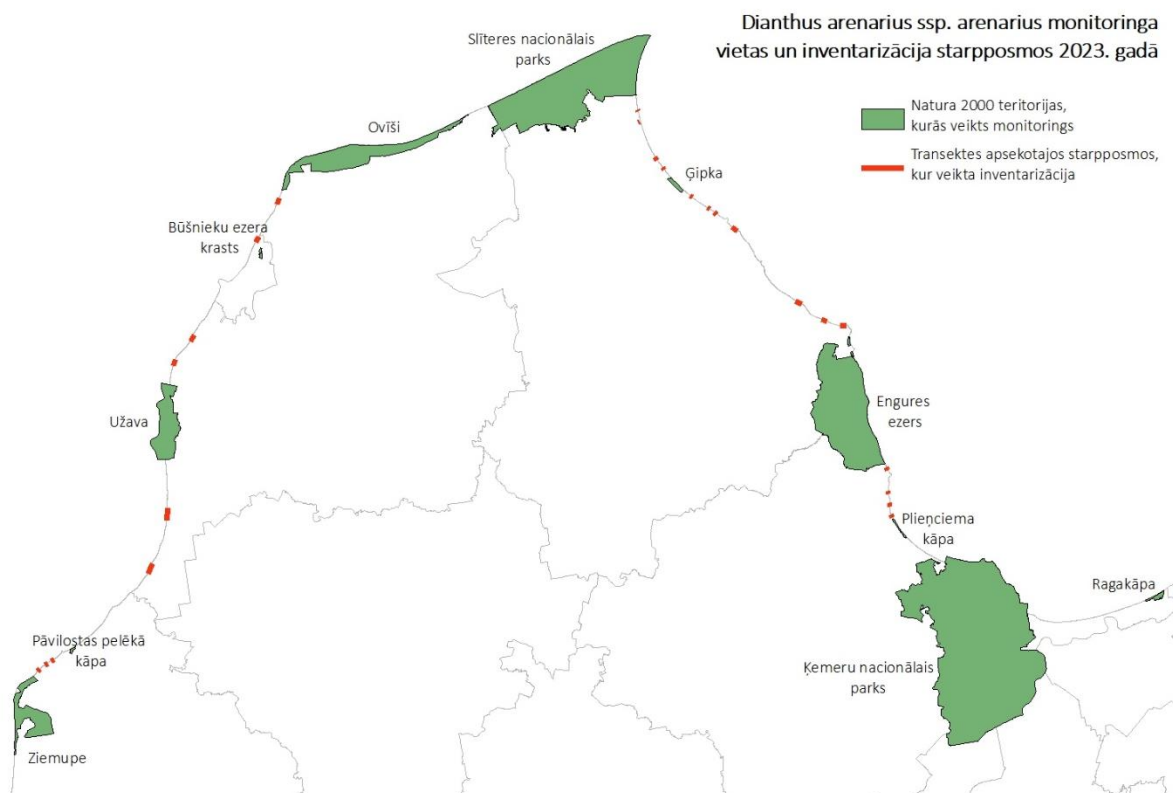 Dianthus arenarius ssp. arenarius monitoringa
vietas un inventarizācija starpposmos 2023. gadā
Natura 2000 teritorijas,
kurās veikts monitorings
Transektes apsekotajos starpposmos,
kur veikta inventarizācija
Slīteres nacionālais
parks
Ovīši
Ģipka
Būšnieku ezera
krasts
Užava
Engures
ezers
Plieņciema
kāpa
Ragakāpa
Pāvilostas pelēkā
kāpa
Ķemeru nacionālais
parks
Ziemupe